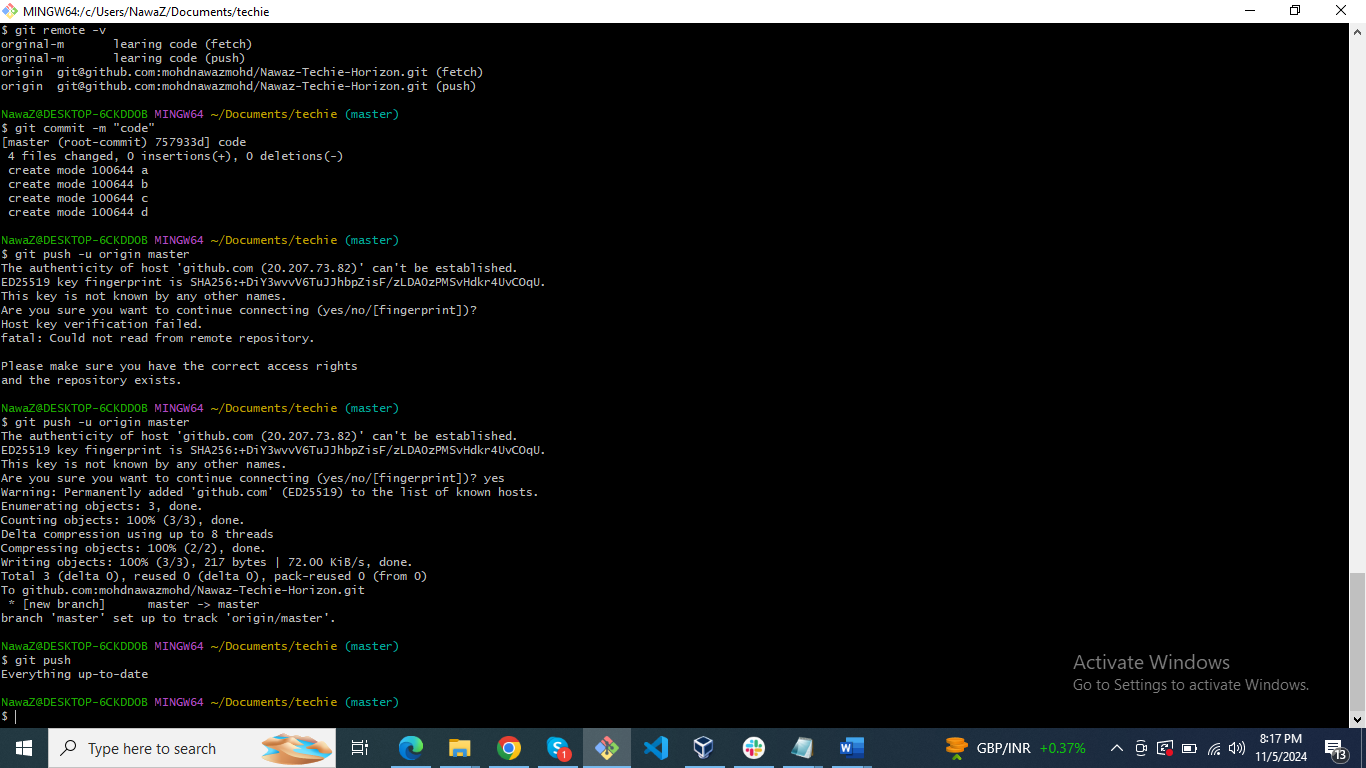 MINGW64:/c/Users/NawaZ/Documents/techie
$ git remote -v
orginal-m       learing code (fetch)
orginal-m       learing code (push)
origin  git@github.com:mohdnawazmohd/Nawaz-Techie-Horizon.git (fetch)
origin  git@github.com:mohdnawazmohd/Nawaz-Techie-Horizon.git (push)
NawaZ@DESKTOP-6CKDDOB MINGW64 ~/Documents/techie (master)
$ git commit -m "code"
[master (root-commit) 757933d] code
 4 files changed, 0 insertions(+), 0 deletions(-)
 create mode 100644 a
 create mode 100644 b
 create mode 100644 c
 create mode 100644 d
NawaZ@DESKTOP-6CKDDOB MINGW64 ~/Documents/techie (master)
$ git push -u origin master
The authenticity of host 'github.com (20.207.73.82)' can't be established.
ED25519 key fingerprint is SHA256:+DiY3wvvV6TuJJhbpZisF/zLDA0zPMSvHdkr4UvCOqU.
This key is not known by any other names.
Are you sure you want to continue connecting (yes/no/[fingerprint])?
Host key verification failed.
fatal: Could not read from remote repository.
Please make sure you have the correct access rights
and the repository exists.
NawaZ@DESKTOP-6CKDDOB MINGW64 ~/Documents/techie (master)
$ git push -u origin master
The authenticity of host 'github.com (20.207.73.82)' can't be established.
ED25519 key fingerprint is SHA256:+DiY3wvvV6TuJJhbpZisF/zLDA0zPMSvHdkr4UvCOqU.
This key is not known by any other names.
Are you sure you want to continue connecting (yes/no/[fingerprint])? yes
Warning: Permanently added 'github.com' (ED25519) to the list of known hosts.
Enumerating objects: 3, done.
Counting objects: 100% (3/3), done.
Delta compression using up to 8 threads
Compressing objects: 100% (2/2), done.
Writing objects: 100% (3/3), 217 bytes | 72.00 KiB/s, done.
Total 3 (delta 0), reused 0 (delta 0), pack-reused 0 (from 0)
To github.com:mohdnawazmohd/Nawaz-Techie-Horizon.git
 * [new branch]      master -> master
branch 'master' set up to track 'origin/master'.
NawaZ@DESKTOP-6CKDDOB MINGW64 ~/Documents/techie (master)
$ git push
Everything up-to-date
NawaZ@DESKTOP-6CKDDOB MINGW64 ~/Documents/techie (master)
$
Activate Windows
Go to Settings to activate Windows.
Type here to search
1
GBP/INR +0.37%
8:17 PM
11/5/2024
13